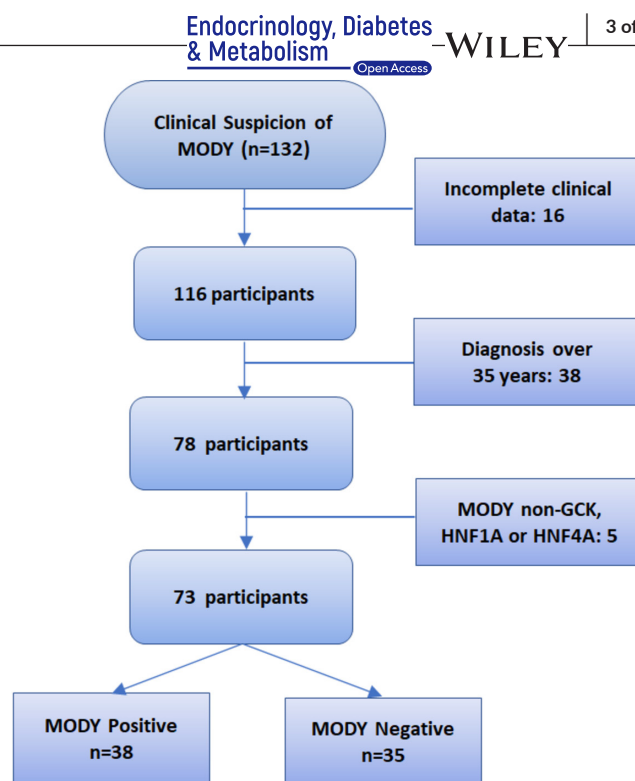 Endocrinology, Diabetes
& Metabolism
Open Access
WILEY
3 of
Clinical Suspicion of
MODY (n=132)
Incomplete clinical
data: 16
116 participants
Diagnosis over
35 years: 38
78 participants
MODY non-GCK,
HNF1A or HNF4A: 5
73 participants
MODY Positive
n=38
MODY Negative
n=35